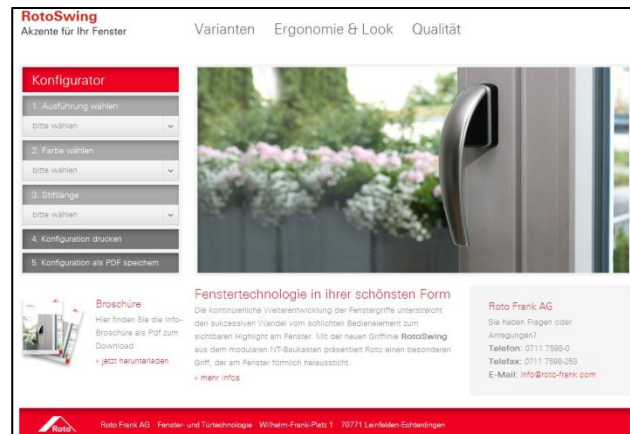 RotoSwing
Akzente für Ihr Fenster
Varianten Ergonomie & Look Qualität
Konfigurator
1. Ausführung wählen
bitte wählen
2. Farbe wählen
bitte wählen
3. Stiftlänge
bitte wählen
4. Konfiguration drucken
5. Konfiguration als PDF speichern
Broschüre
Hier finden Sie die Info-
Broschüre als Pdf zum
Download
» jetzt herunterladen
Fenstertechnologie in ihrer schönsten Form
Die kontinuierliche Weiterentwicklung der Fenstergriffe unterstreicht
den sukzessiven Wandel vom schlichten Bedienelement zum
sichtbaren Highlight am Fenster. Mit der neuen Grifflinie RotoSwing
aus dem modularen NT-Baukasten präsentiert Roto einen besonderen
Griff, der am Fenster förmlich heraussticht.
» mehr Infos
Roto Frank AG
Sie haben Fragen oder
Anregungen?
Telefon: 0711 7598-0
Telefax: 0711 7598-253
E-Mail: info@roto-frank.com
Roto
Roto Frank AG Fenster- und Türtechnologie Wilhelm-Frank-Platz 1 70771 Leinfelden-Echterdingen